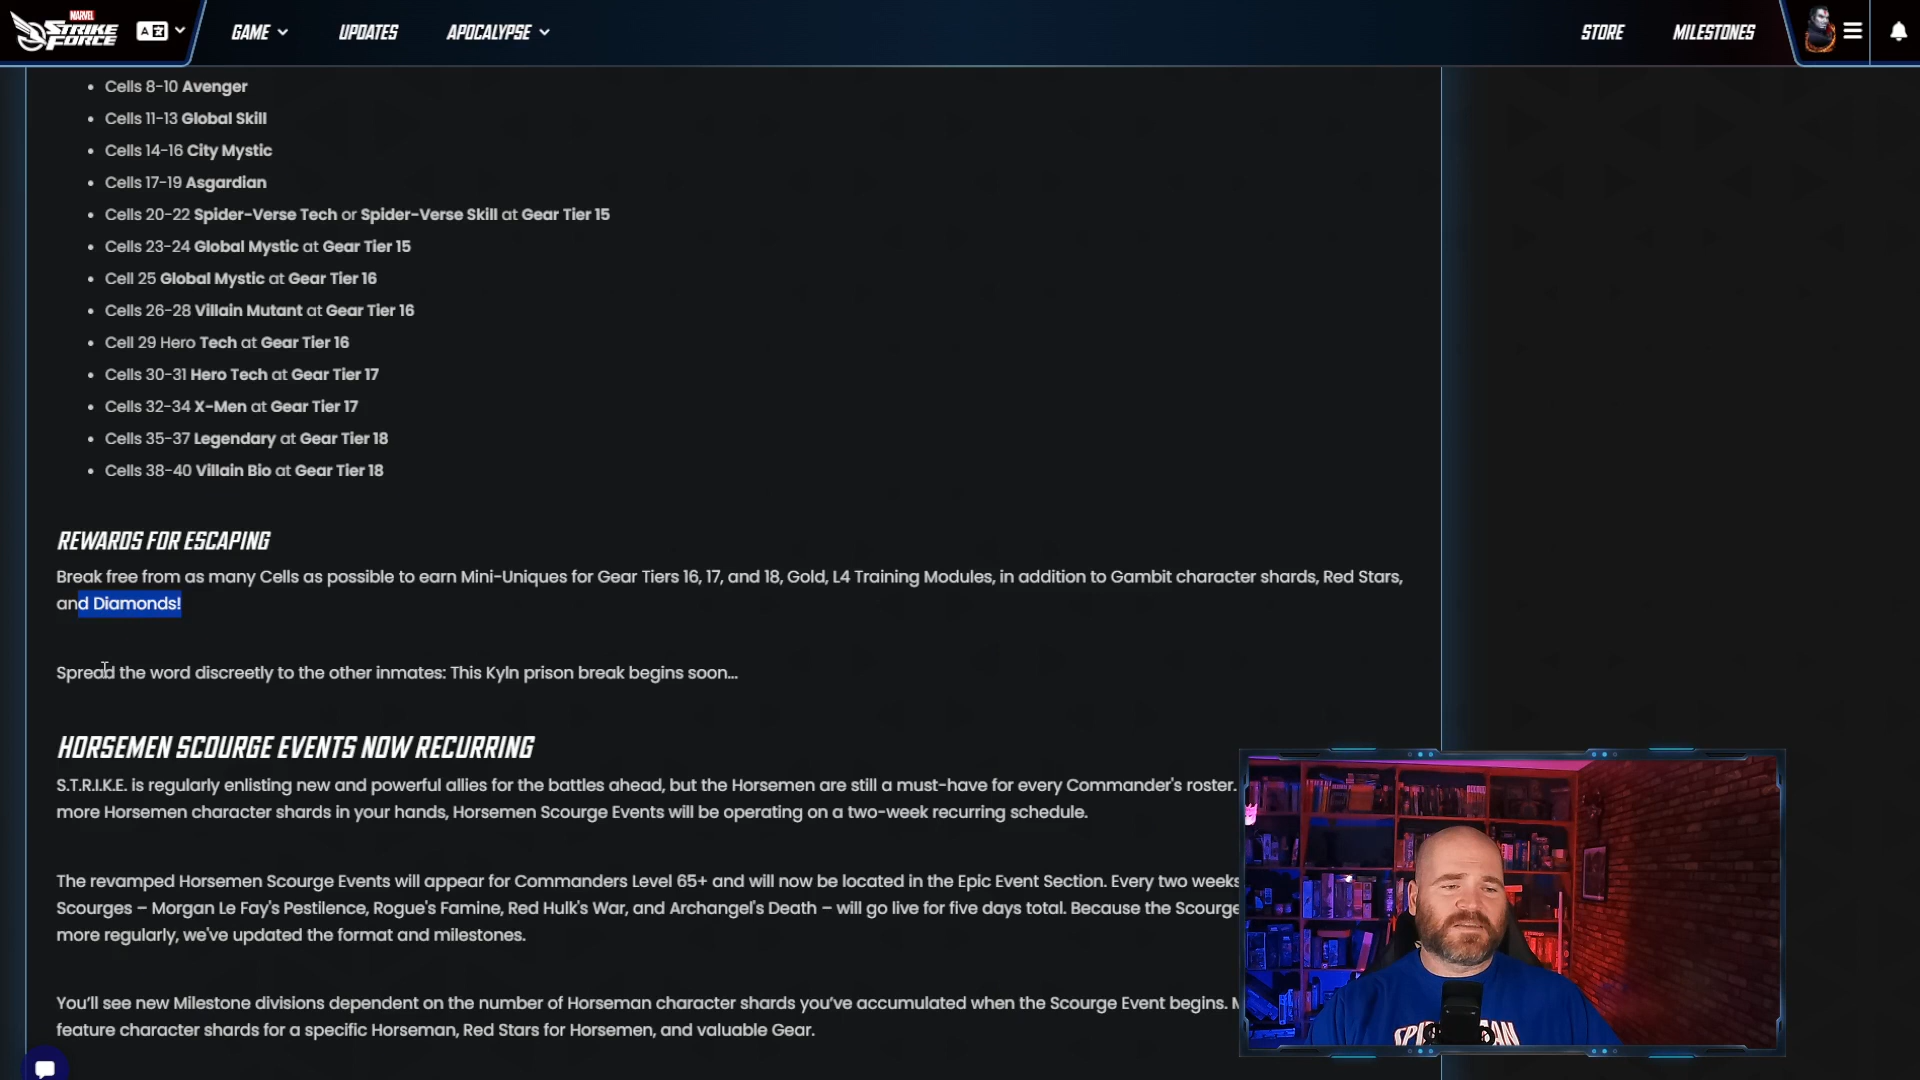 MARVEL
STRIKE
FORCE
GAME
UPDATES
APOCALYPSE
STORE
MILESTONES
• Cells 8-10 Avenger
• Cells 11-13 Global Skill
• Cells 14-16 City Mystic
• Cells 17-19 Asgardian
• Cells 20-22 Spider-Verse Tech or Spider-Verse Skill at Gear Tier 15
• Cells 23-24 Global Mystic at Gear Tier 15
• Cell 25 Global Mystic at Gear Tier 16
• Cells 26-28 Villain Mutant at Gear Tier 16
• Cell 29 Hero Tech at Gear Tier 16
• Cells 30-31 Hero Tech at Gear Tier 17
• Cells 32-34 X-Men at Gear Tier 17
• Cells 35-37 Legendary at Gear Tier 18
• Cells 38-40 Villain Bio at Gear Tier 18
REWARDS FOR ESCAPING
Break free from as many Cells as possible to earn Mini-Uniques for Gear Tiers 16, 17, and 18, Gold, L4 Training Modules, in addition to Gambit character shards, Red Stars,
and Diamonds!
Spread the word discreetly to the other inmates: This Kyln prison break begins soon...
HORSEMEN SCOURGE EVENTS NOW RECURRING
S.T.R.I.K.E. is regularly enlisting new and powerful allies for the battles ahead, but the Horsemen are still a must-have for every Commander's roster.
more Horsemen character shards in your hands, Horsemen Scourge Events will be operating on a two-week recurring schedule.
The revamped Horsemen Scourge Events will appear for Commanders Level 65+ and will now be located in the Epic Event Section. Every two weeks
Scourges – Morgan Le Fay's Pestilence, Rogue's Famine, Red Hulk's War, and Archangel's Death – will go live for five days total. Because the Scourge
more regularly, we've updated the format and milestones.
You'll see new Milestone divisions dependent on the number of Horseman character shards you've accumulated when the Scourge Event begins.
feature character shards for a specific Horseman, Red Stars for Horsemen, and valuable Gear.